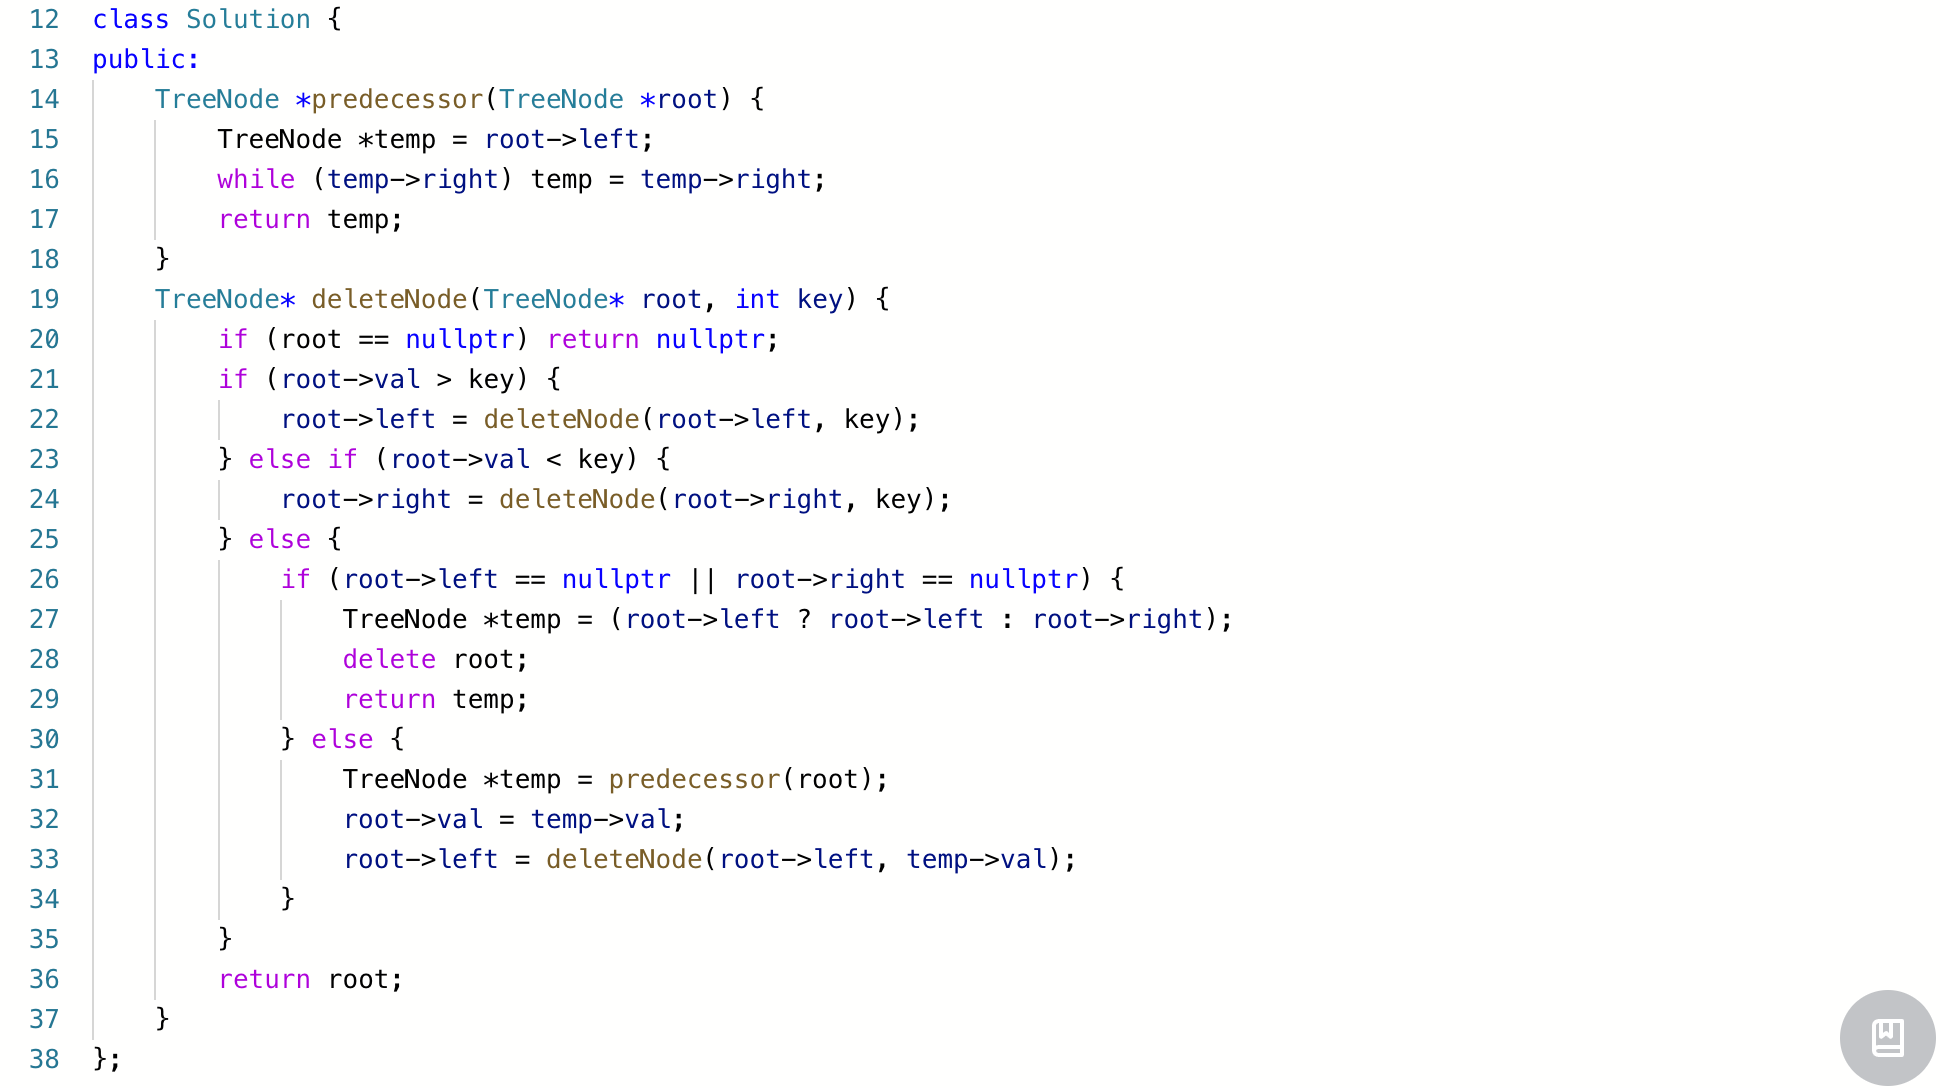 12 class Solution {
13 public:
14     TreeNode *predecessor(TreeNode *root) {
15         TreeNode *temp = root->left;
16         while (temp->right) temp = temp->right;
17         return temp;
18     }
19     TreeNode* deleteNode(TreeNode* root, int key) {
20         if (root == nullptr) return nullptr;
21         if (root->val > key) {
22             root->left = deleteNode(root->left, key);
23         } else if (root->val < key) {
24             root->right = deleteNode(root->right, key);
25         } else {
26             if (root->left == nullptr || root->right == nullptr) {
27                 TreeNode *temp = (root->left ? root->left : root->right);
28                 delete root;
29                 return temp;
30             } else {
31                 TreeNode *temp = predecessor(root);
32                 root->val = temp->val;
33                 root->left = deleteNode(root->left, temp->val);
34             }
35         }
36         return root;
37     }
38 };